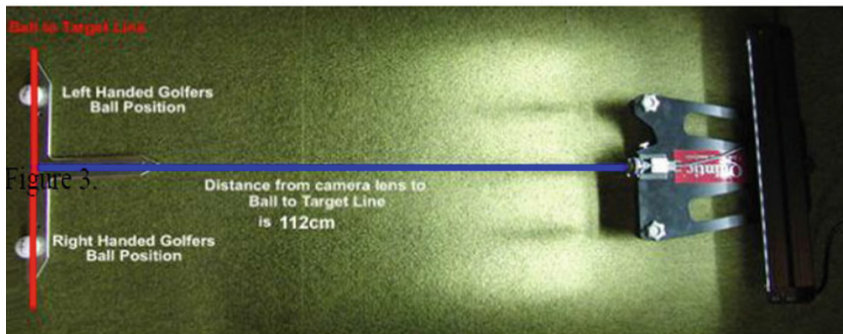 Ball to Target Line
Left Handed Golfers
Ball Position
Figure 3.
Distance from camera lens to
Ball to Target Line
is 112cm
Right Handed Golfers
Ball Position
Quintic